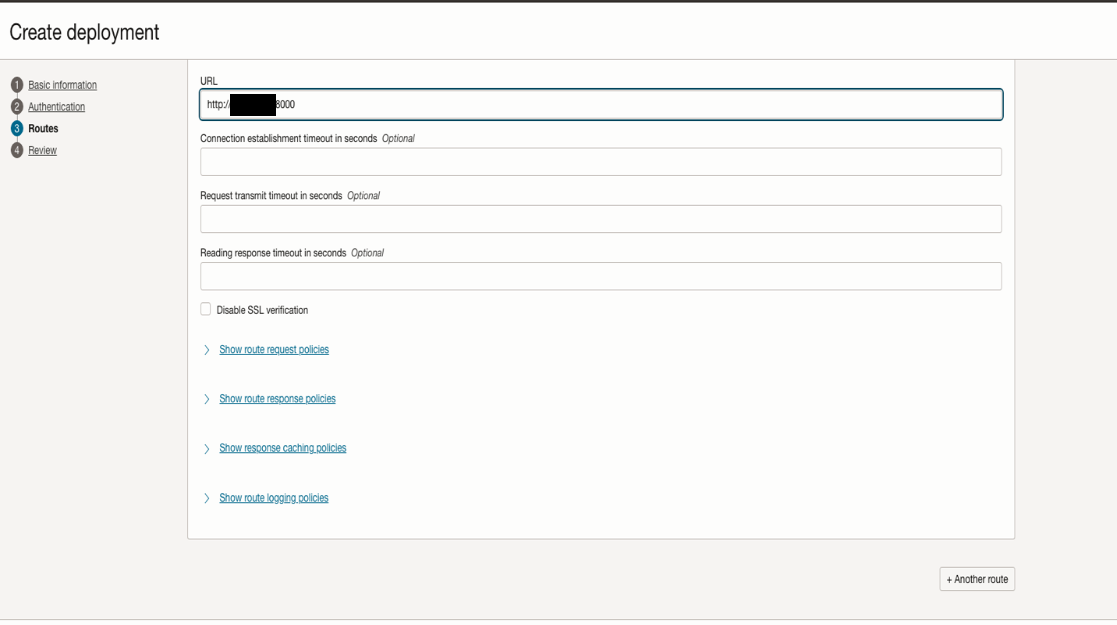 Create deployment
1 Basic information
2 Authentication
3 Routes
4 Review
URL
http:/ 8000
Connection establishment timeout in seconds Optional
Request transmit timeout in seconds Optional
Reading response timeout in seconds Optional
Disable SSL verification
Show route request policies
Show route response policies
Show response caching policies
Show route logging policies
+ Another route